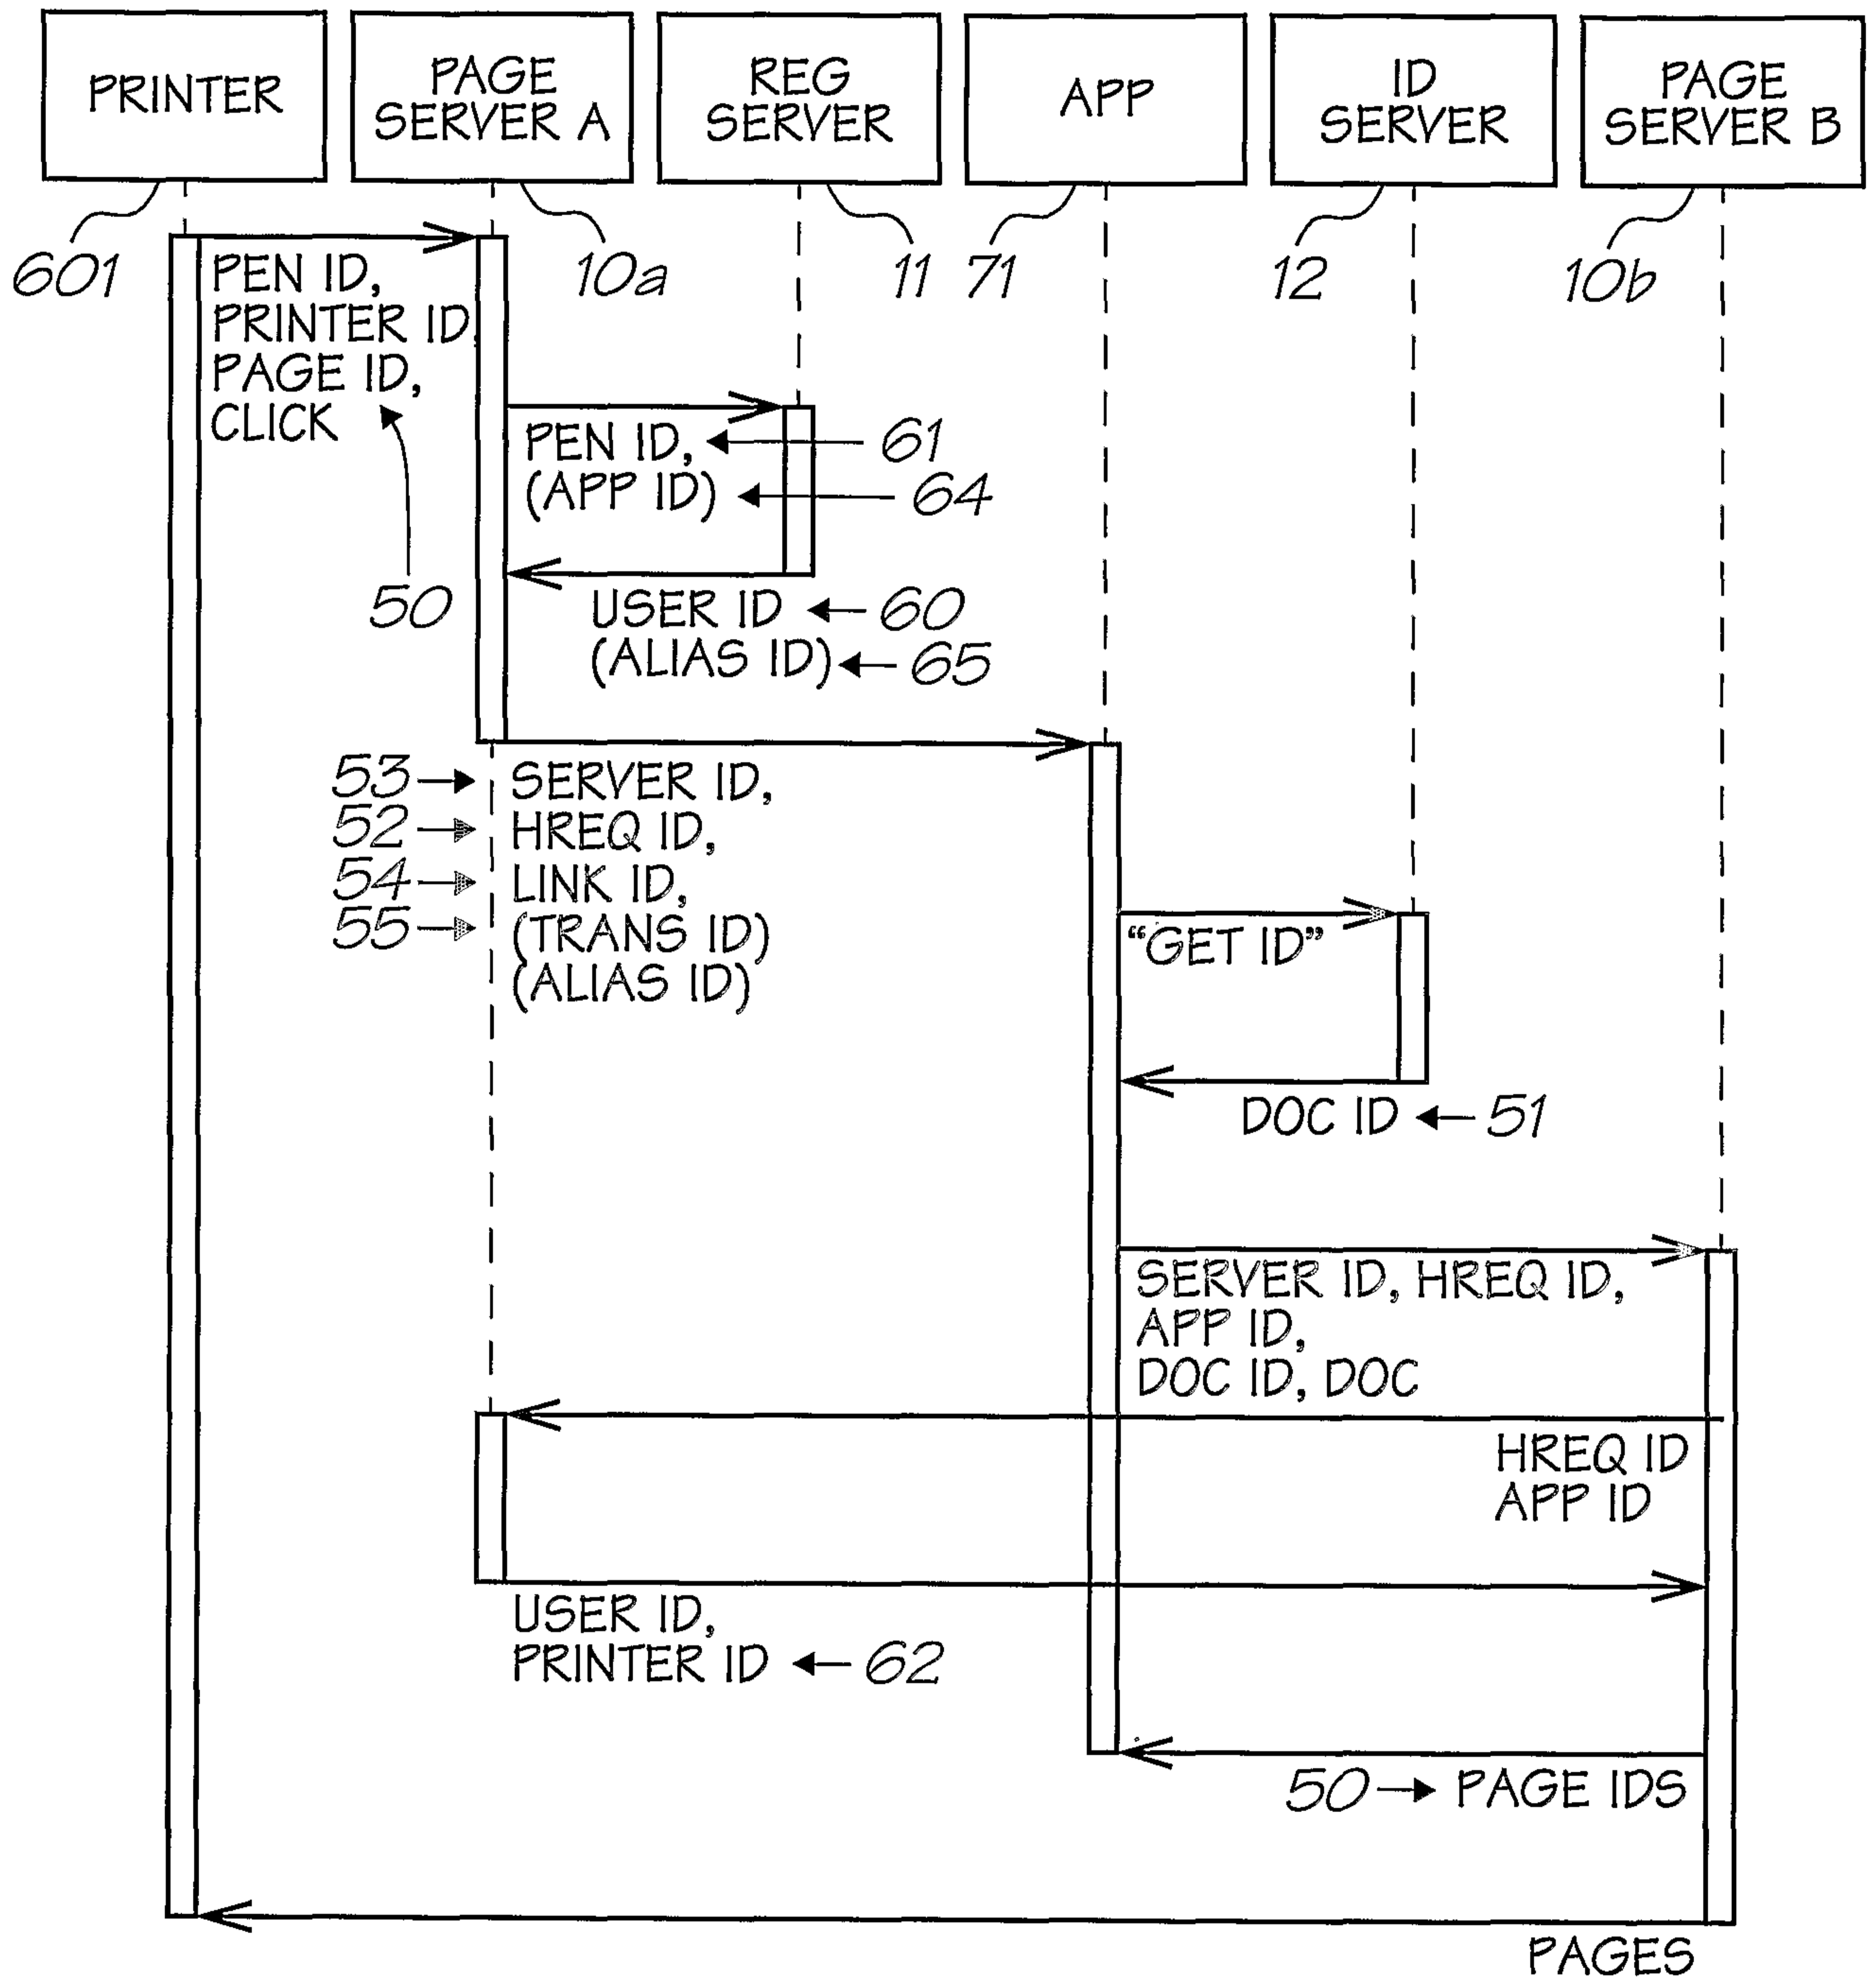 PRINTER
PAGE
SERVER A
REG
SERVER
APP
ID
SERVER
PAGE
SERVER B
601
10a
11
71
12
10b
PEN ID,
PRINTER ID
PAGE ID,
CLICK
50
PEN ID,
61
(APP ID)
64
USER ID
60
(ALIAS ID)
65
53
SERVER ID,
52
HREQ ID,
54
LINK ID,
55
(TRANS ID)
(ALIAS ID)
“GET ID”
DOC ID
51
SERVER ID, HREQ ID,
APP ID,
DOC ID, DOC
HREQ ID
APP ID
USER ID,
PRINTER ID
62
50
PAGE IDS
PAGES